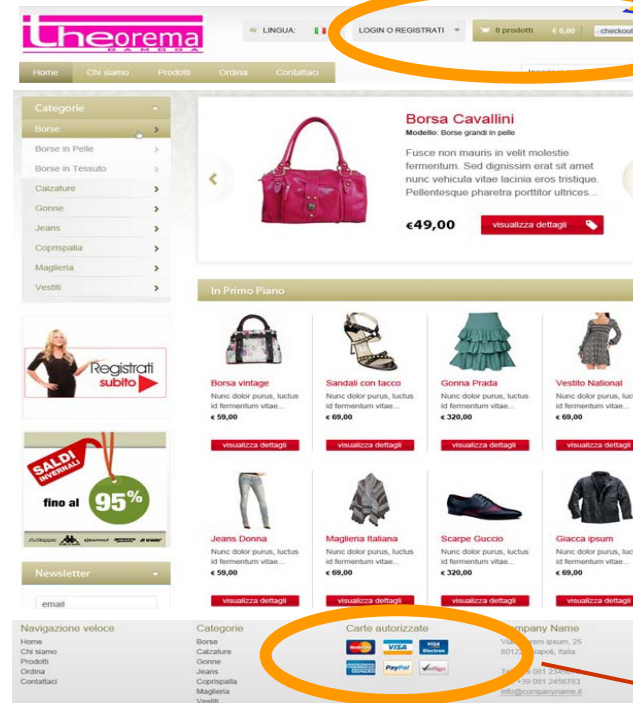 theorema
DAMODA
LINGUA:
LOGIN O REGISTRATI
0 prodotti € 0,00 checkout
Home Chi siamo Prodotti Ordina Contattaci
Categorie
Borse
Borse in Pelle
Borse in Tessuto
Calzature
Gonne
Jeans
Coprispalla
Maglieria
Vestiti
Borsa Cavallini
Modello: Borse grandi in pelle
Fusce non mauris in velit molestie
fermentum. Sed dignissim erat sit amet
nunc vehicula vitae lacinia eros tristique.
Pellentesque pharetra porttitor ultrices...
€49,00 visualizza dettagli
In Primo Piano
Registrati
subito
SALDI
INVERNALI
fino al 95%
Borsa vintage
Nunc dolor purus, luctus
id fermentum vitae...
€ 59,00
visualizza dettagli
Sandali con tacco
Nunc dolor purus, luctus
id fermentum vitae...
€ 69,00
visualizza dettagli
Gonna Prada
Nunc dolor purus, luctus
id fermentum vitae...
€ 320,00
visualizza dettagli
Vestito National
Nunc dolor purus,
id fermentum vitae...
€ 69,00
visualizza dettagli
Jeans Donna
Nunc dolor purus, luctus
id fermentum vitae...
€ 59,00
visualizza dettagli
Maglieria Italiana
Nunc dolor purus, luctus
id fermentum vitae...
€ 69,00
visualizza dettagli
Scarpe Guccio
Nunc dolor purus, luctus
id fermentum vitae...
€ 320,00
visualizza dettagli
Giacca ipsum
Nunc dolor purus,
id fermentum vitae...
€ 69,00
visualizza dettagli
Newsletter
email
Navigazione veloce
Home
Chi siamo
Prodotti
Ordina
Contattaci
Categorie
Borse
Calzature
Gonne
Jeans
Coprispalla
Maglieria
Vestiti
Carte autorizzate
VISA VISA Electron
PayPal VeriSign
Name
ipsum, 25
Italia
081
+39 081 2456783
info@companyname.it